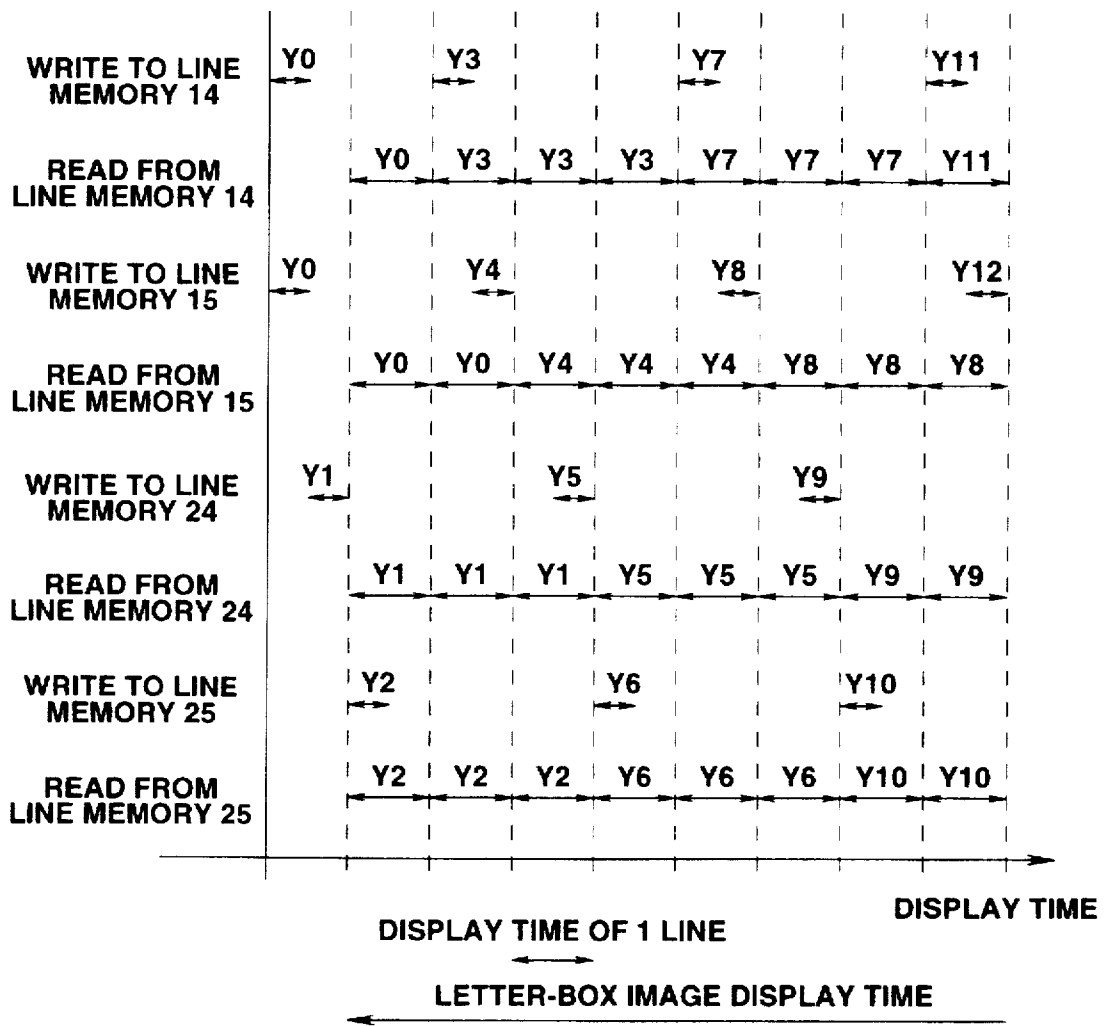 Y0 Y3 Y7 Y11
WRITE TO LINE
MEMORY 14
READ FROM
LINE MEMORY 14
Y0 Y3 Y3 Y3 Y7 Y7 Y7 Y11
WRITE TO LINE
MEMORY 15
Y0 Y4 Y8 Y12
READ FROM
LINE MEMORY 15
Y0 Y0 Y4 Y4 Y4 Y8 Y8 Y8
WRITE TO LINE
MEMORY 24
Y1 Y5 Y9
READ FROM
LINE MEMORY 24
Y1 Y1 Y1 Y5 Y5 Y5 Y9 Y9
WRITE TO LINE
MEMORY 25
Y2 Y6 Y10
READ FROM
LINE MEMORY 25
Y2 Y2 Y2 Y6 Y6 Y6 Y10 Y10
DISPLAY TIME
DISPLAY TIME OF 1 LINE
LETTER-BOX IMAGE DISPLAY TIME